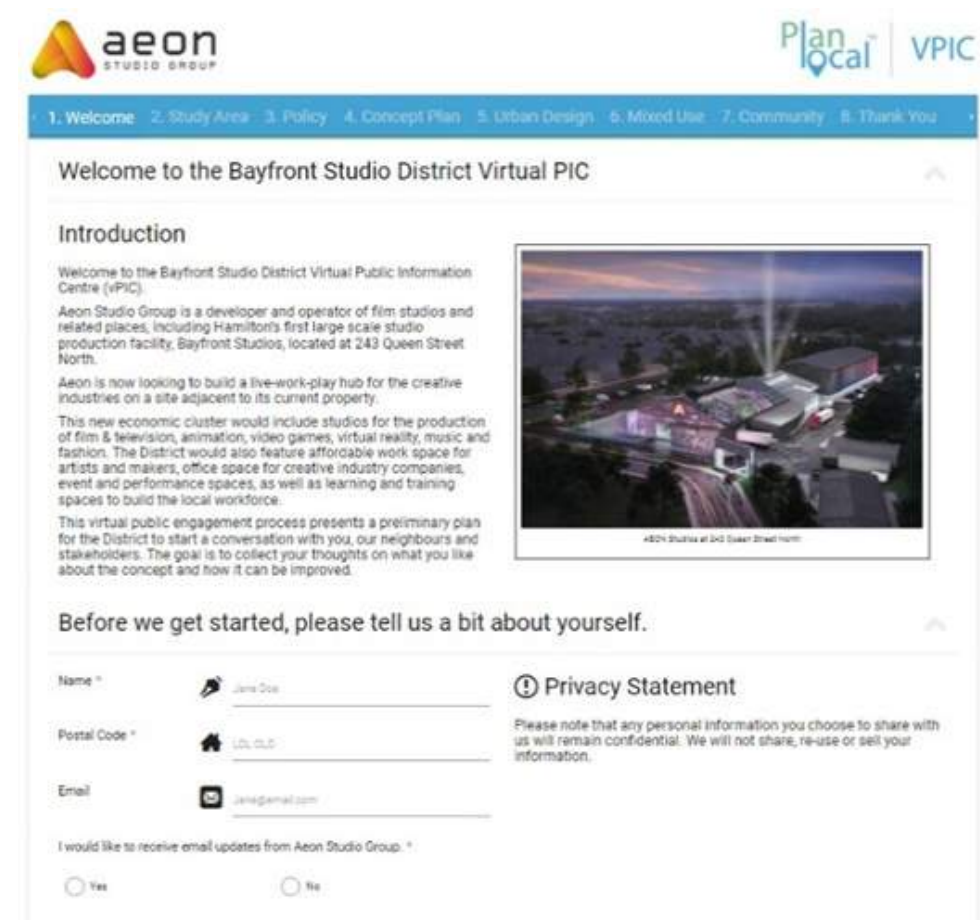 aeon
STUDIO GROUP
Plan Local™
VPIC
1. Welcome 2. Study Area 3. Policy 4. Concept Plan 5. Urban Design 6. Mixed Use 7. Community 8. Thank You
Welcome to the Bayfront Studio District Virtual PIC
Introduction
Welcome to the Bayfront Studio District Virtual Public Information
Centre (vPIC).
Aeon Studio Group is a developer and operator of film studios and
related places, including Hamilton's first large scale studio
production facility, Bayfront Studios, located at 243 Queen Street
North.
Aeon is now looking to build a live-work-play hub for the creative
industries on a site adjacent to its current property.
This new economic cluster would include studios for the production
of film & television, animation, video games, virtual reality, music and
fashion. The District would also feature affordable work space for
artists and makers, office space for creative industry companies,
event and performance spaces, as well as learning and training
spaces to build the local workforce.
This virtual public engagement process presents a preliminary plan
for the District to start a conversation with you, our neighbours and
stakeholders. The goal is to collect your thoughts on what you like
about the concept and how it can be improved.
AEON Studios at 243 Queen Street North
Before we get started, please tell us a bit about yourself.
Name *
Jane Doe
Postal Code *
L0L 0L0
Email
Jane@email.com
I would like to receive email updates from Aeon Studio Group. *
Yes
No
Privacy Statement
Please note that any personal information you choose to share with
us will remain confidential. We will not share, re-use or sell your
information.